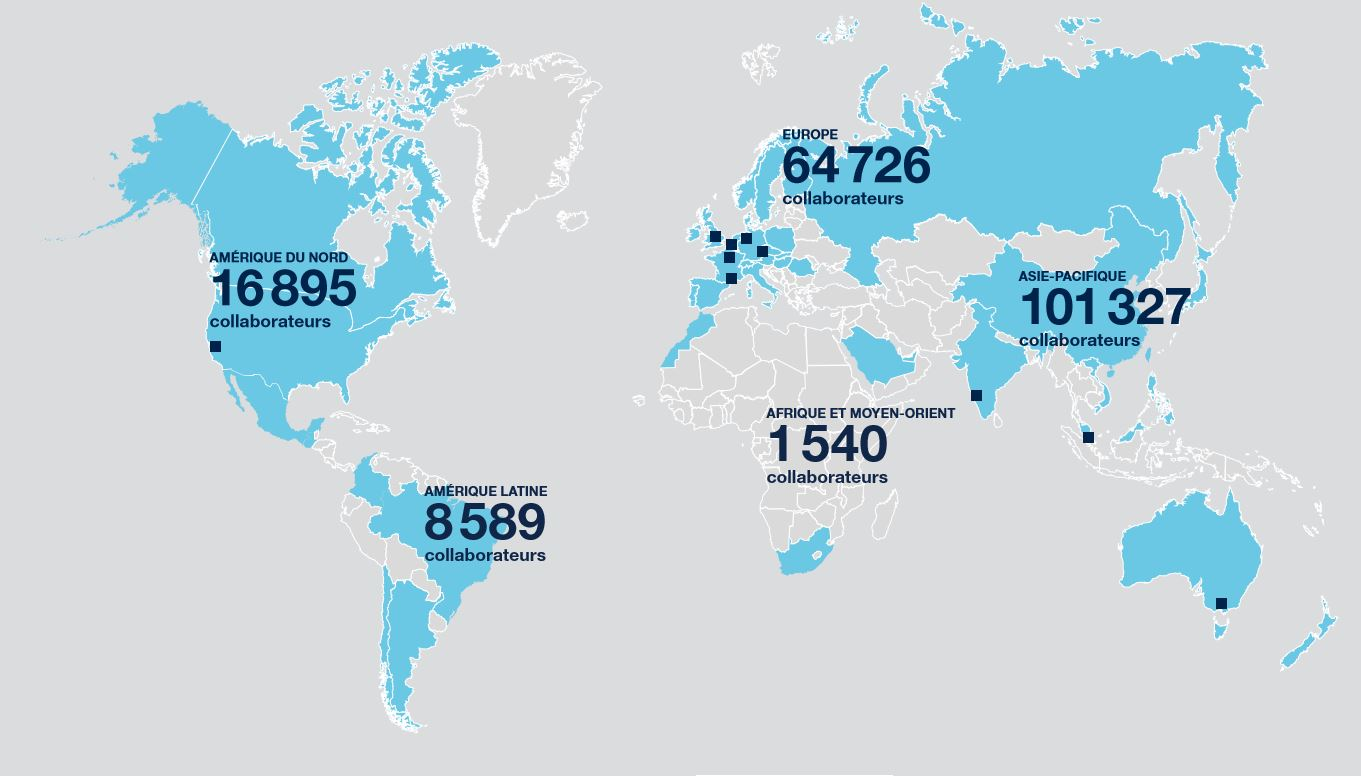 EUROPE
64 726
collaborateurs
AMÉRIQUE DU NORD
16 895
collaborateurs
ASIE-PACIFIQUE
101 327
collaborateurs
AFRIQUE ET MOYEN-ORIENT
1 540
collaborateurs
AMÉRIQUE LATINE
8 589
collaborateurs